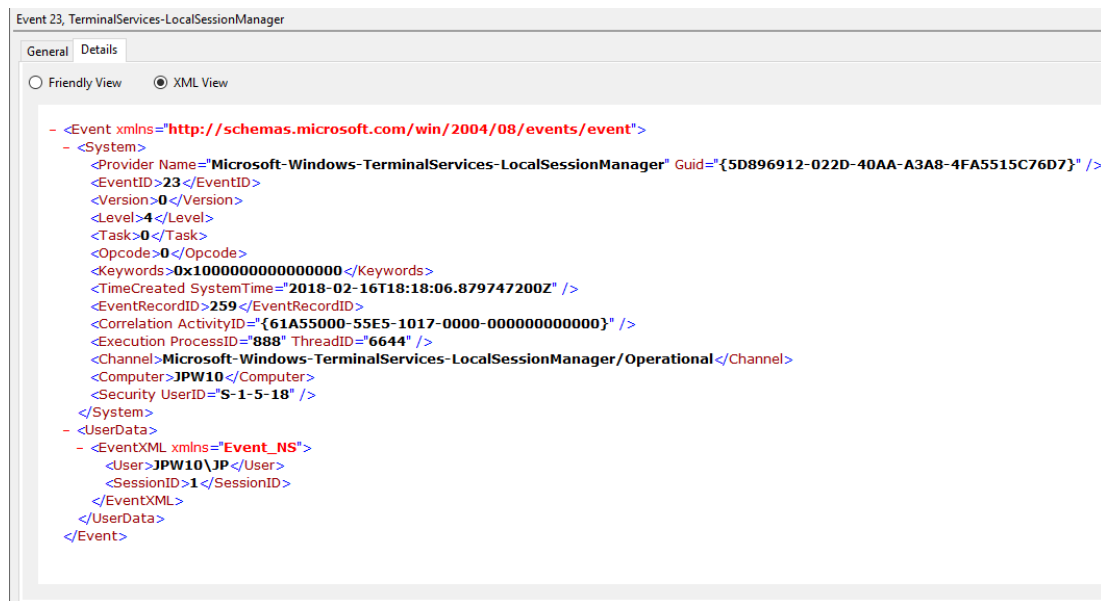 Event 23, TerminalServices-LocalSessionManager
General Details
Friendly View XML View
- <Event xmlns="http://schemas.microsoft.com/win/2004/08/events/event">
- <System>
<Provider Name="Microsoft-Windows-TerminalServices-LocalSessionManager" Guid="{5D896912-022D-40AA-A3A8-4FA5515C76D7}" />
<EventID>23</EventID>
<Version>0</Version>
<Level>4</Level>
<Task>0</Task>
<Opcode>0</Opcode>
<Keywords>0x1000000000000000</Keywords>
<TimeCreated SystemTime="2018-02-16T18:18:06.879747200Z" />
<EventRecordID>259</EventRecordID>
<Correlation ActivityID="{61A55000-55E5-1017-0000-000000000000}" />
<Execution ProcessID="888" ThreadID="6644" />
<Channel>Microsoft-Windows-TerminalServices-LocalSessionManager/Operational</Channel>
<Computer>JPW10</Computer>
<Security UserID="S-1-5-18" />
</System>
- <UserData>
- <EventXML xmlns="Event_NS">
<User>JPW10\JP</User>
<SessionID>1</SessionID>
</EventXML>
</UserData>
</Event>